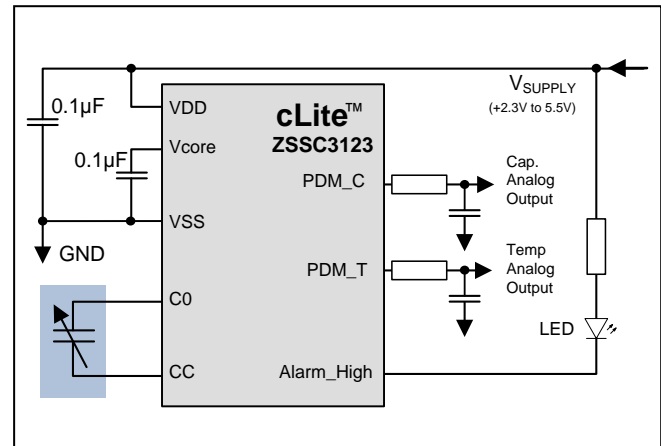 0.1µF
VDD
cLite™
ZSSC3123
VSUPPLY
(+2.3V to 5.5V)
0.1µF
Vcore
PDM_C
Cap.
Analog
Output
VSS
GND
PDM_T
Temp
Analog
Output
C0
LED
CC
Alarm_High